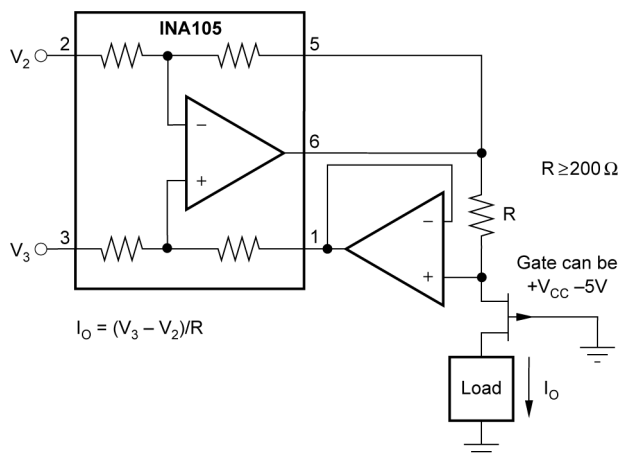 INA105
2
5
V2
−
6
+
R ≥ 200 Ω
R
−
3
1
V3
+
Gate can be
+VCC −5V
IO = (V3 − V2)/R
Load
IO